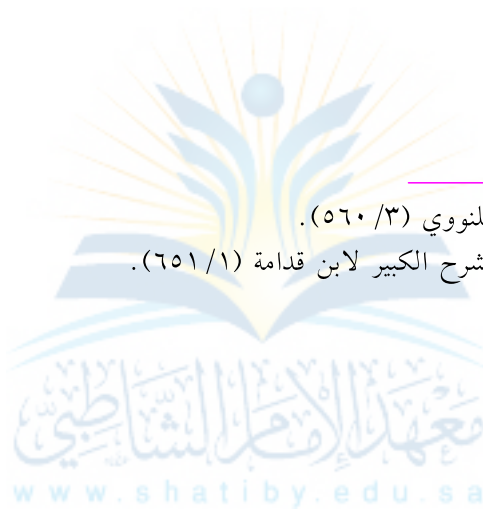 لنووي (٣/ ٥٦٠).
شرح الكبير لابن قدامة (١/ ٦٥١).
معهد الإمام الشاطبي
www.shatiby.edu.sa